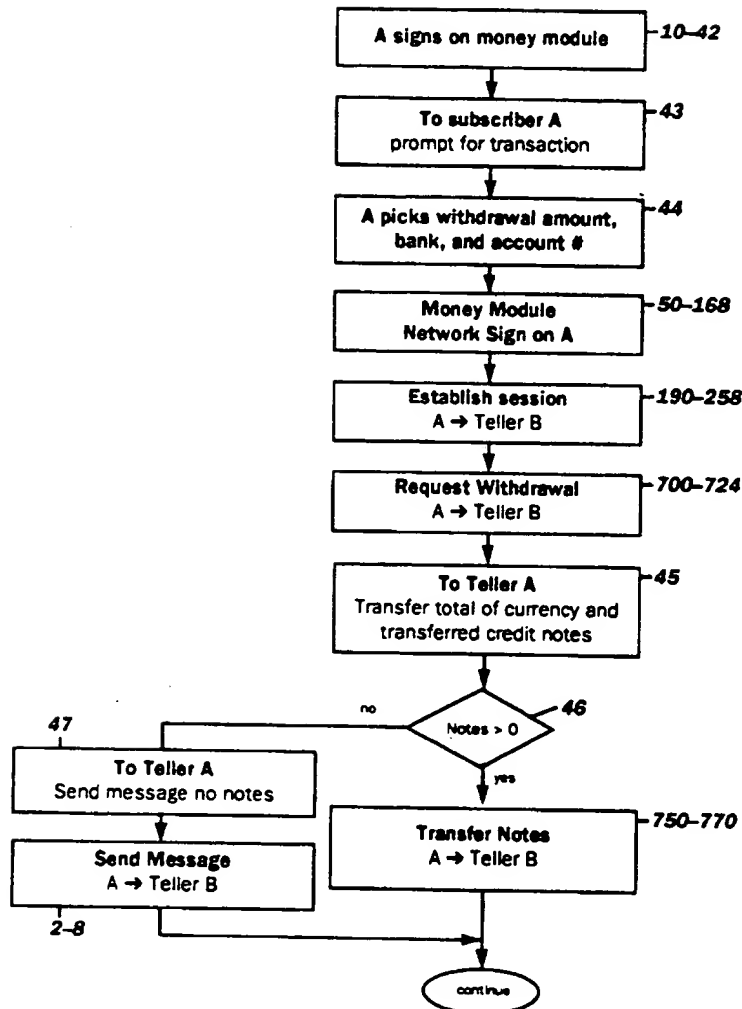 A signs on money module
10–42
To subscriber A
prompt for transaction
43
A picks withdrawal amount,
bank, and account #
44
Money Module
Network Sign on A
50–168
Establish session
A → Teller B
190–258
Request Withdrawal
A → Teller B
700–724
To Teller A
Transfer total of currency and
transferred credit notes
45
Notes > 0
46
no
yes
47
To Teller A
Send message no notes
Send Message
A → Teller B
2–8
Transfer Notes
A → Teller B
750–770
continue